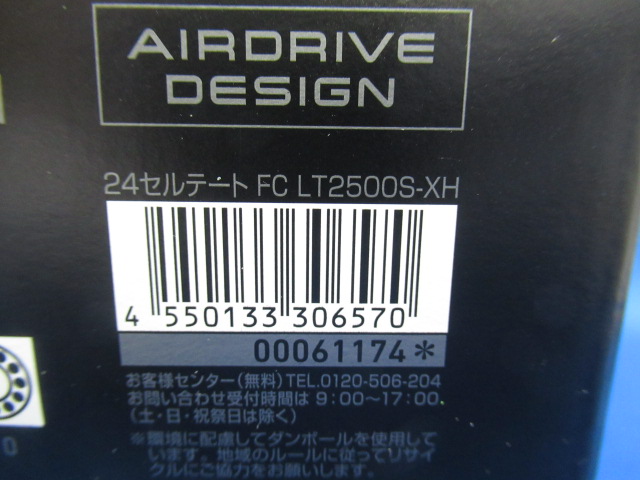 AIRDRIVE
DESIGN
24セルテート FC LT2500S-XH
4 550133 306570
00061174*
お客様センター(無料)TEL.0120-506-204
お問い合わせ受付時間は 9:00〜17:00
(土・日・祝祭日は除く)
※環境に配慮してダンボールを使用して
います。地域のルールに従ってリサイ
クルにご協力をお願いします
0